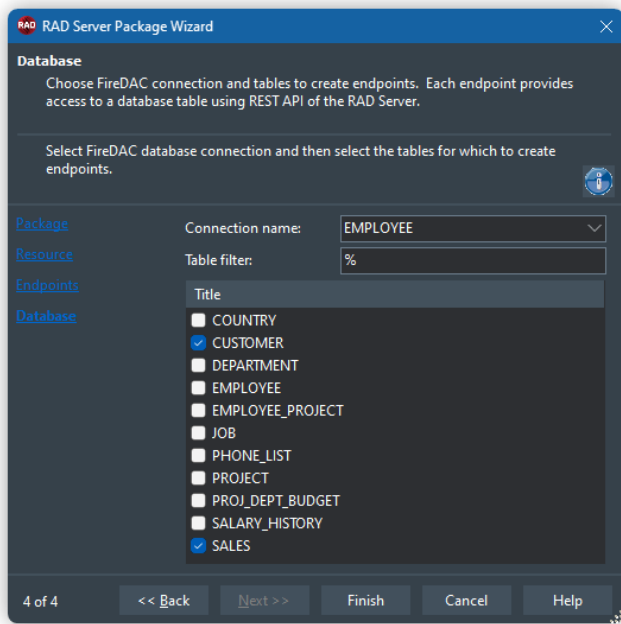 RAD RAD Server Package Wizard
Database
Choose FireDAC connection and tables to create endpoints. Each endpoint provides
access to a database table using REST API of the RAD Server.
Select FireDAC database connection and then select the tables for which to create
endpoints.
Package
Resource
Endpoints
Database
Connection name: EMPLOYEE
Table filter: %
Title
COUNTRY
CUSTOMER
DEPARTMENT
EMPLOYEE
EMPLOYEE_PROJECT
JOB
PHONE_LIST
PROJECT
PROJ_DEPT_BUDGET
SALARY_HISTORY
SALES
4 of 4 << Back Next >> Finish Cancel Help